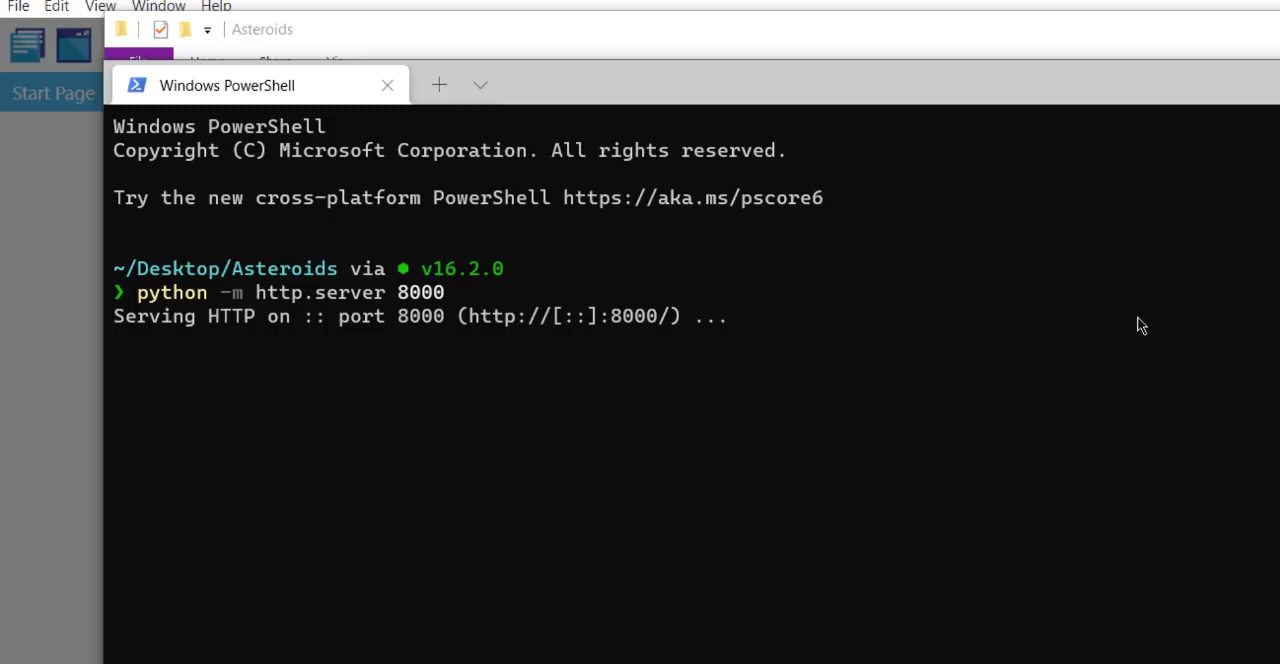 File Edit View Window Help
Asteroids
Start Page
Windows PowerShell
Windows PowerShell
Copyright (C) Microsoft Corporation. All rights reserved.
Try the new cross-platform PowerShell https://aka.ms/pscore6
~/Desktop/Asteroids via ⬢ v16.2.0
❯ python -m http.server 8000
Serving HTTP on :: port 8000 (http://[::]:8000/) ...